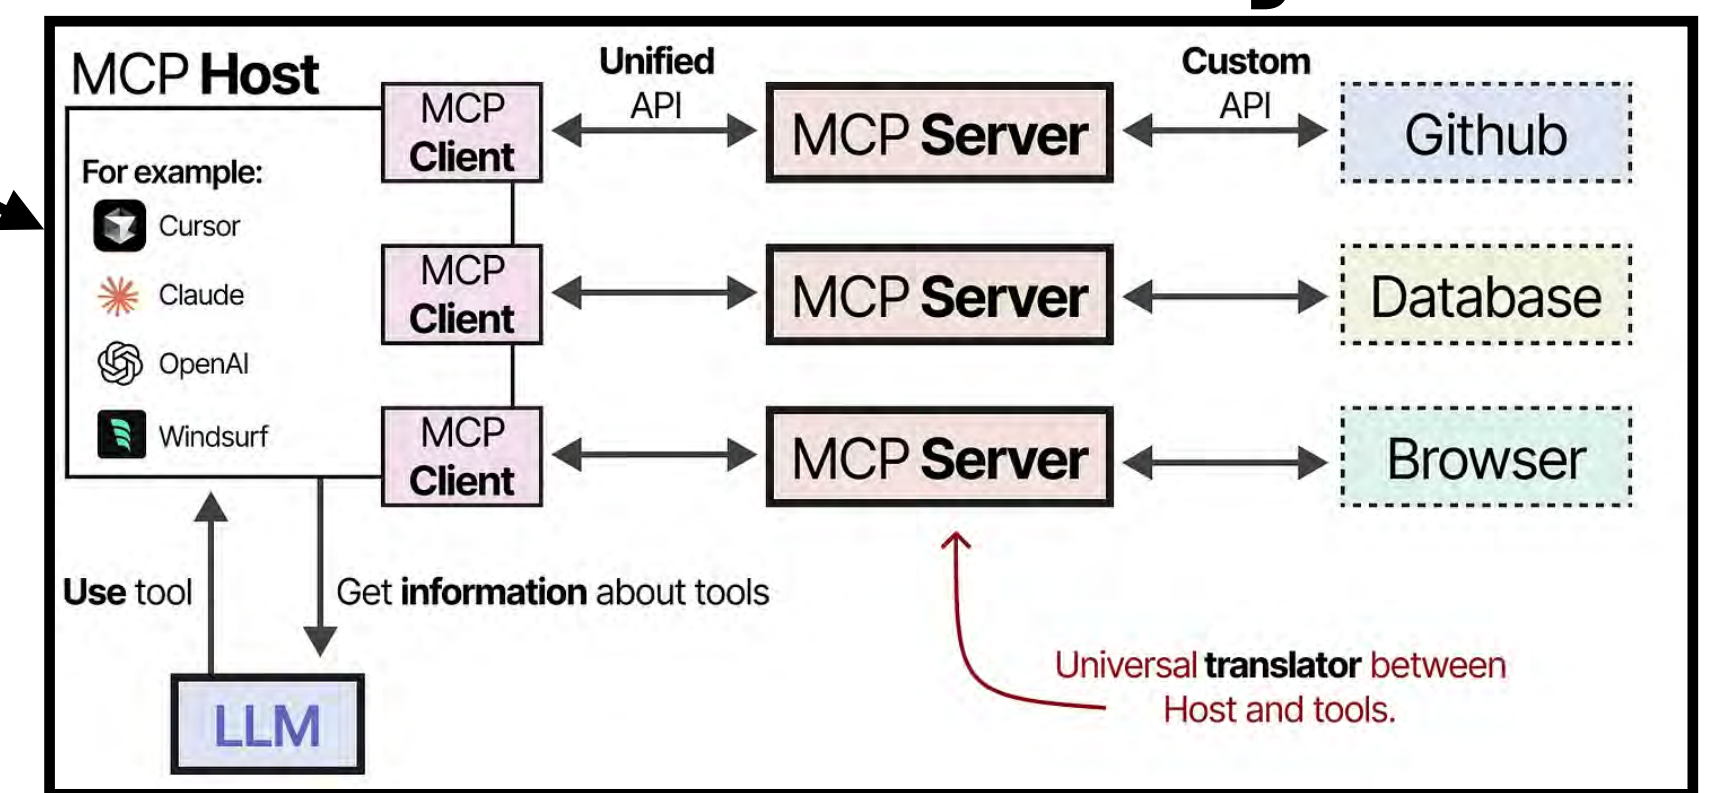 MCP Host
For example:
Cursor
Claude
OpenAI
Windsurf
MCP
Client
Unified
API
MCP Server
Custom
API
Github
MCP
Client
MCP Server
Database
MCP
Client
MCP Server
Browser
Use tool
Get information about tools
LLM
Universal translator between
Host and tools.